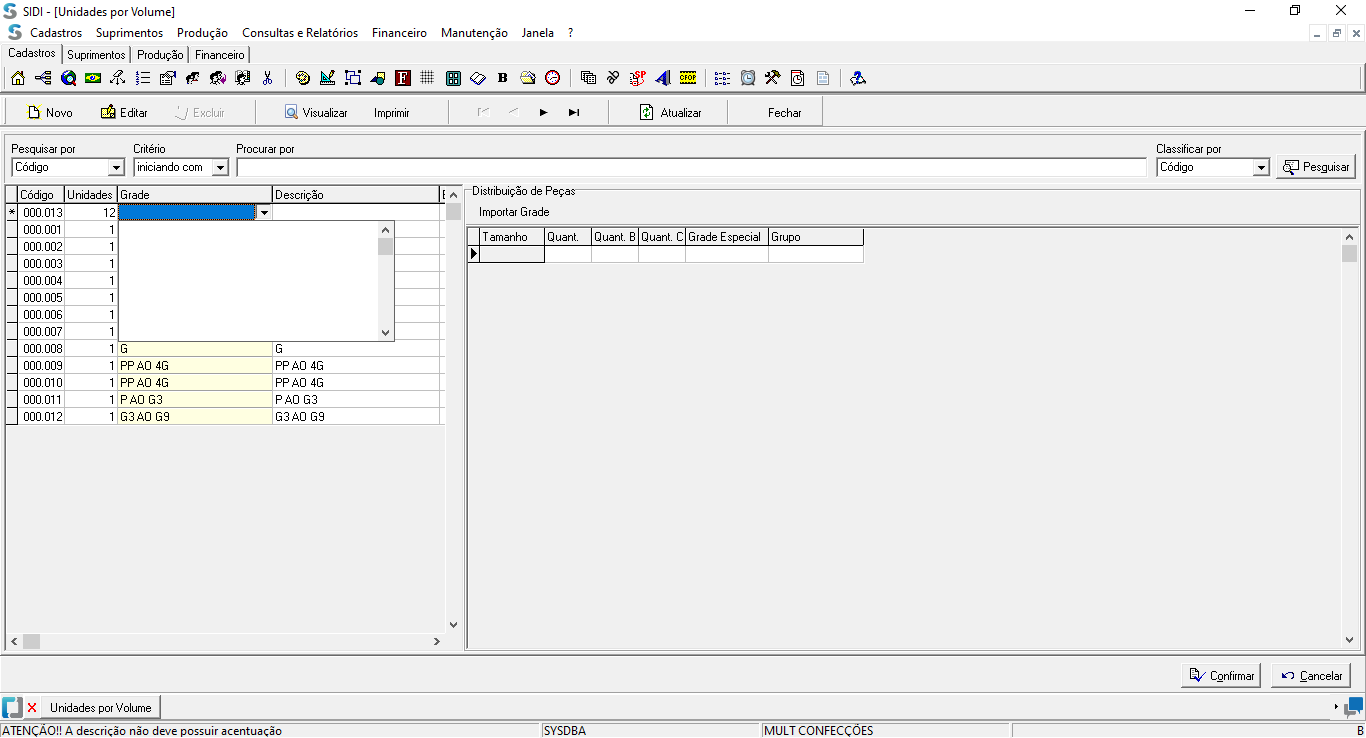 SIDI - [Unidades por Volume]
Cadastros Suprimentos Produção Consultas e Relatórios Financeiro Manutenção Janela ?
Cadastros Suprimentos Produção Financeiro
F B SP CFOP
Novo Editar Excluir Visualizar Imprimir Atualizar Fechar
Pesquisar por Critério Procurar por Classificar por
Código iniciando com Código Pesquisar
Código Unidades Grade Descrição
Distribuição de Peças
* 000.013 12
Importar Grade
000.001 1
Tamanho Quant. Quant. B Quant. C Grade Especial Grupo
000.002 1
000.003 1
000.004 1
000.005 1
000.006 1
000.007 1
000.008 1 G G
000.009 1 PP AO 4G PP AO 4G
000.010 1 PP AO 4G PP AO 4G
000.011 1 P AO G3 P AO G3
000.012 1 G3 AO G9 G3 AO G9
Confirmar Cancelar
Unidades por Volume
ATENÇÃO!! A descrição não deve possuir acentuação SYSDBA MULT CONFECÇÕES B